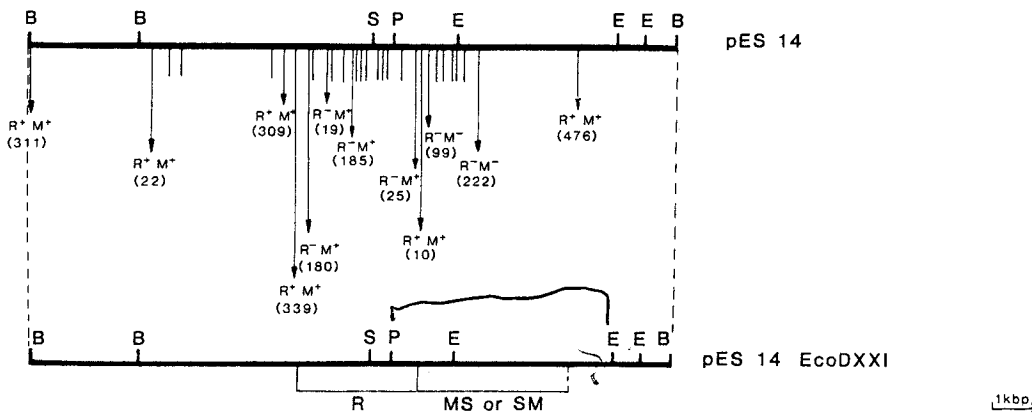 B B S P E E E B pES 14
R⁺ M⁺
(311)
R⁺ M⁺
(22)
R⁺ M⁺
(309)
R⁺ M⁺
(339)
R⁻ M⁺
(180)
R⁻ M⁺
(19)
R⁻ M⁺
(185)
R⁻ M⁺
(25)
R⁺ M⁺
(10)
R⁻ M⁻
(99)
R⁻ M⁻
(222)
R⁺ M⁺
(476)
B B S P E E E B pES 14 EcoDXXI
R MS or SM
1kbp